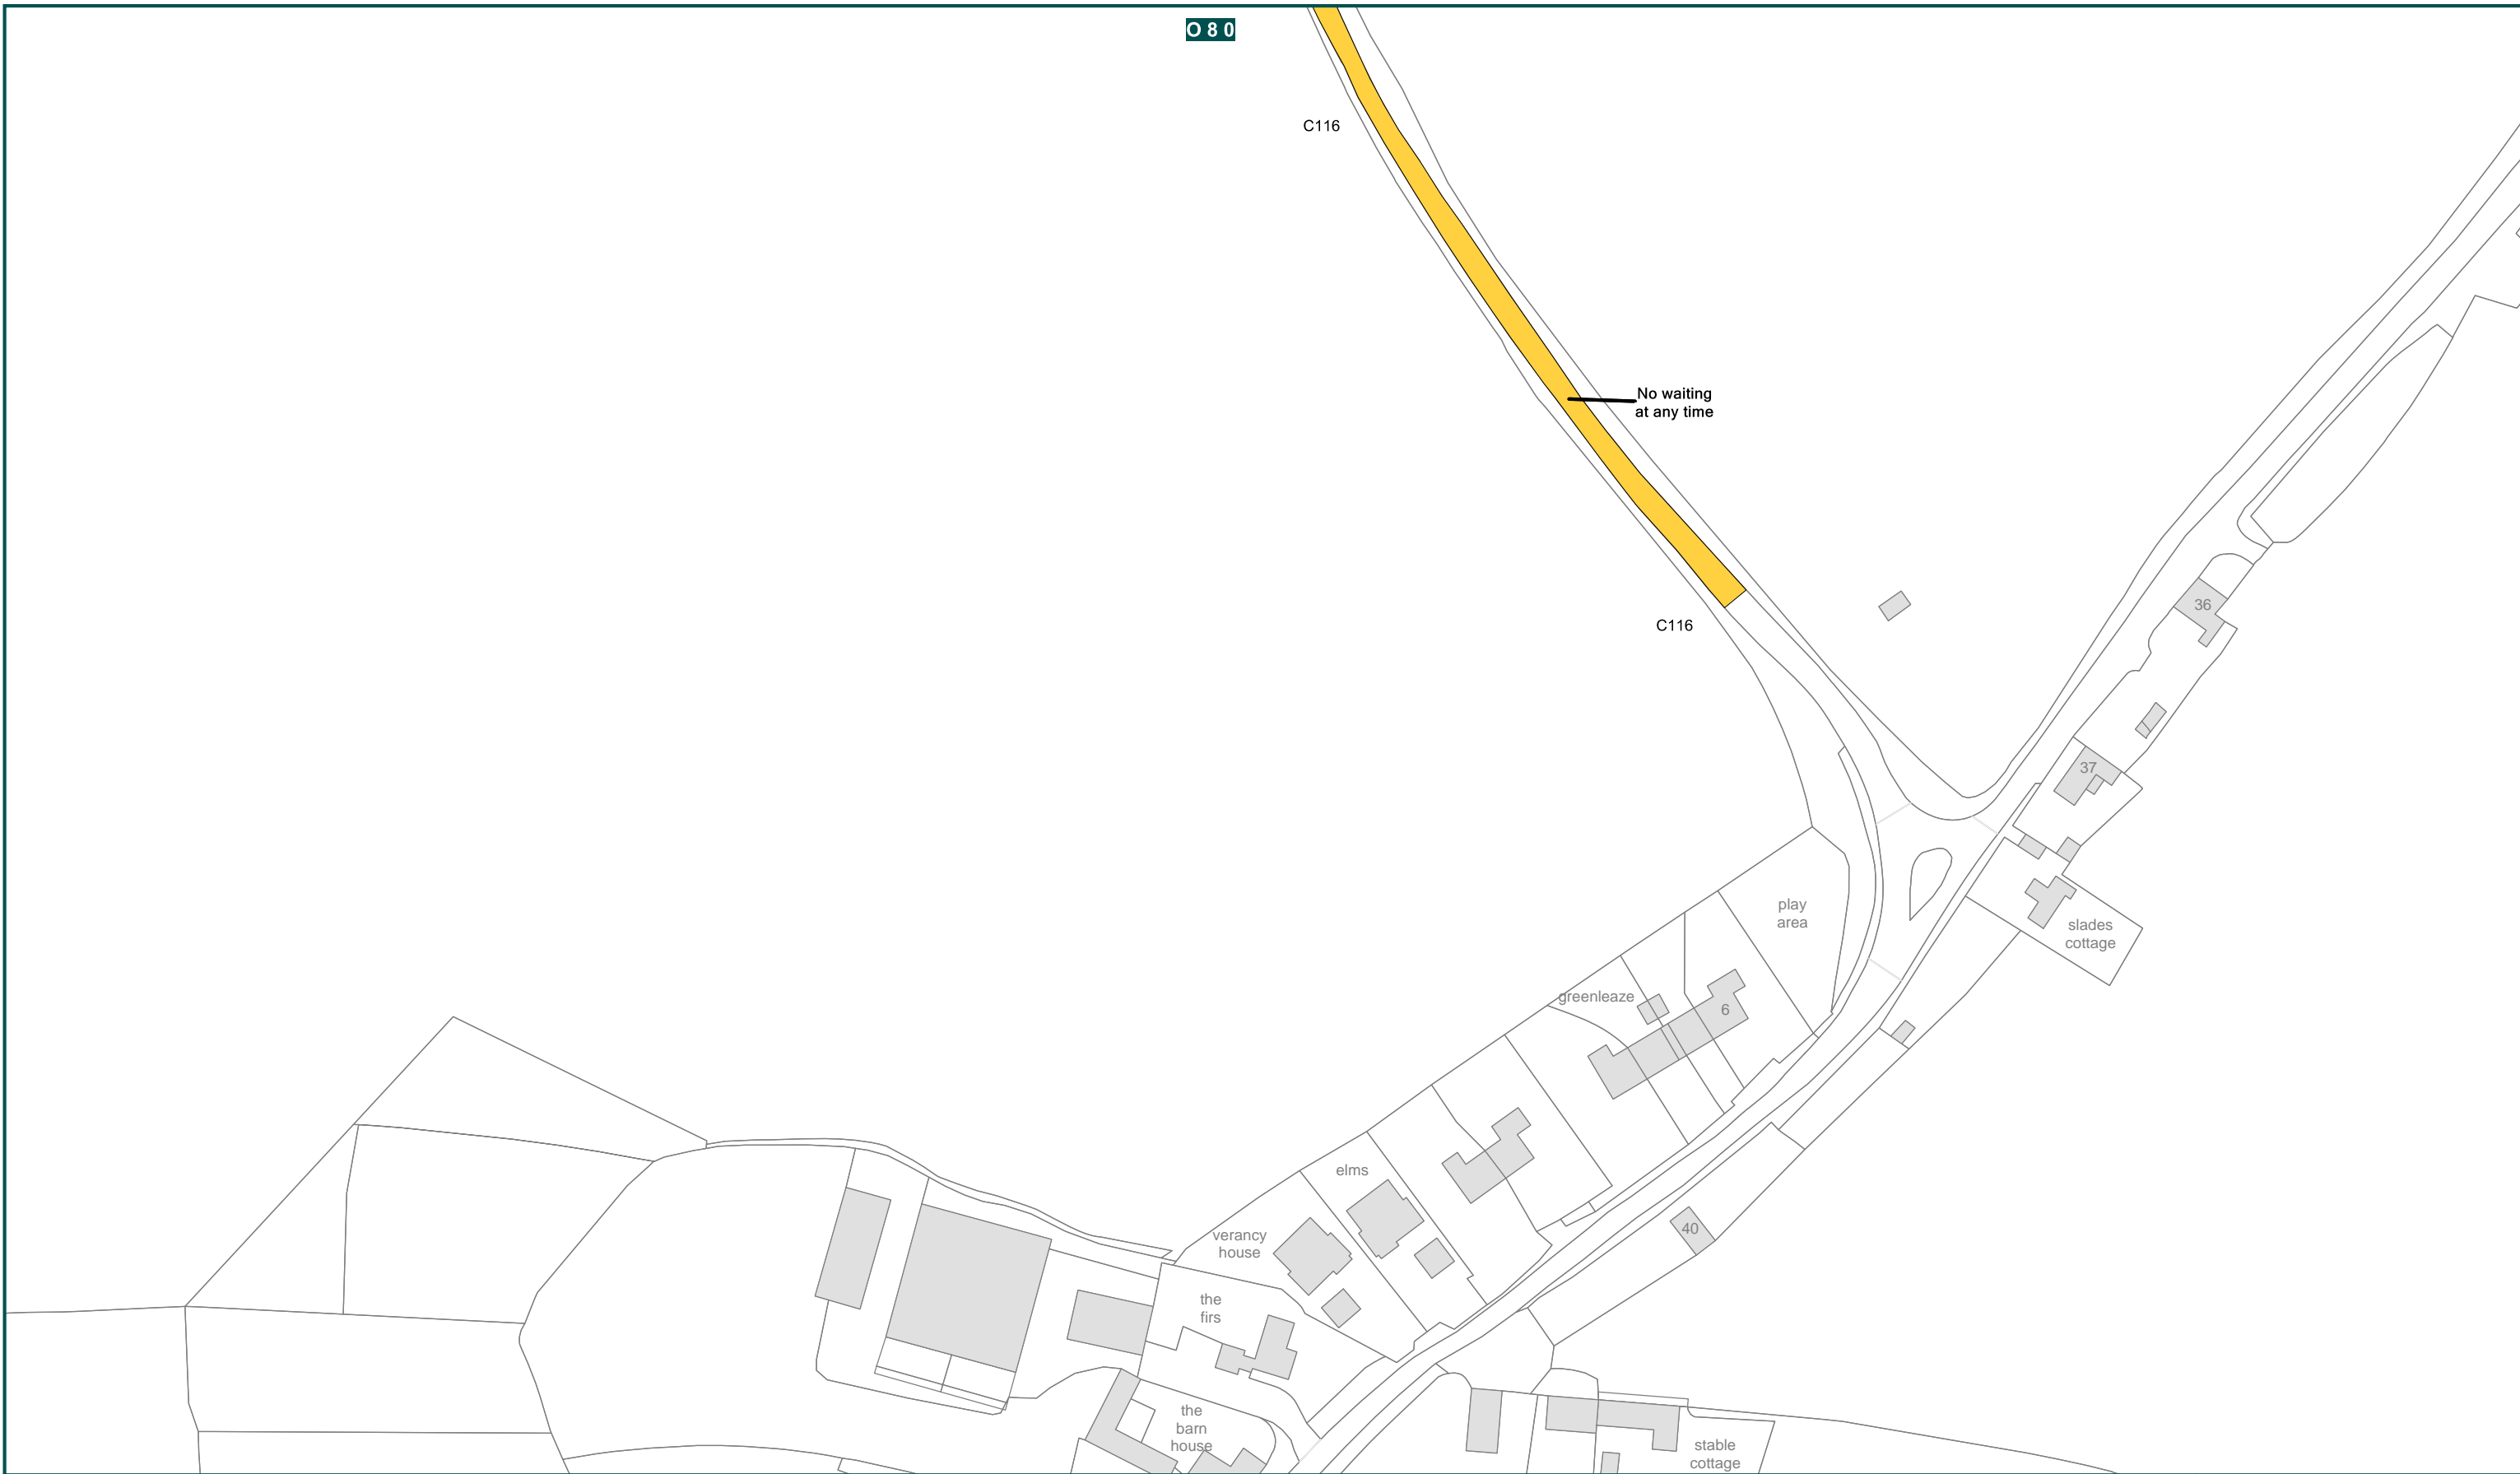 O 8 0
C116
No waiting
at any time
36
C116
37
play
area
slades
cottage
greenleaze
6
elms
40
verancy
house
the
firs
the
barn
house
stable
cottage